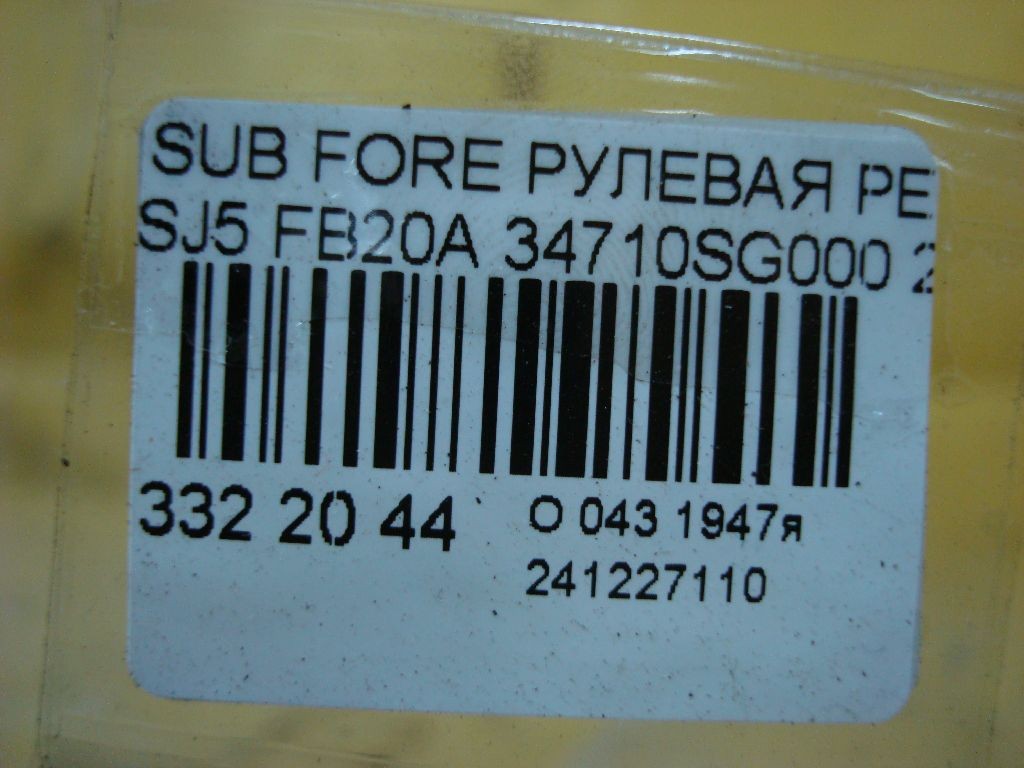 SUB FORE РУЛЕВАЯ РЕ
SJ5 FB20A 34710SG000 2
332 20 44
О 043 1947я
241227110